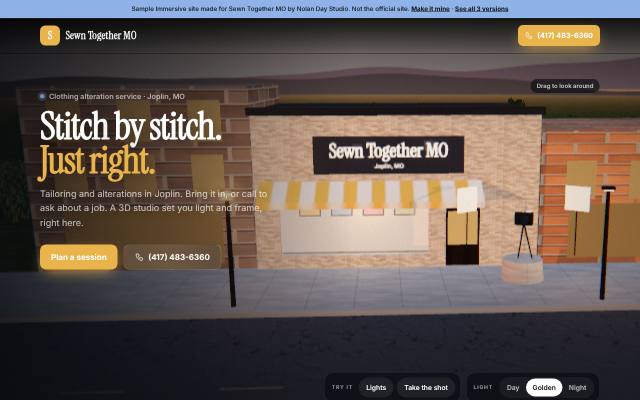 Sample Immersive site made for Sewn Together MO by Nolan Day Studio. Not the official site. Make it mine · See all 3 versions
S Sewn Together MO
(417) 483-6360
Drag to look around
Clothing alteration service · Joplin, MO
Stitch by stitch.
Just right.
Tailoring and alterations in Joplin. Bring it in, or call to
ask about a job. A 3D studio set you light and frame,
right here.
Plan a session
(417) 483-6360
Sewn Together MO
Joplin, MO
TRY IT Lights Take the shot
LIGHT Day Golden Night